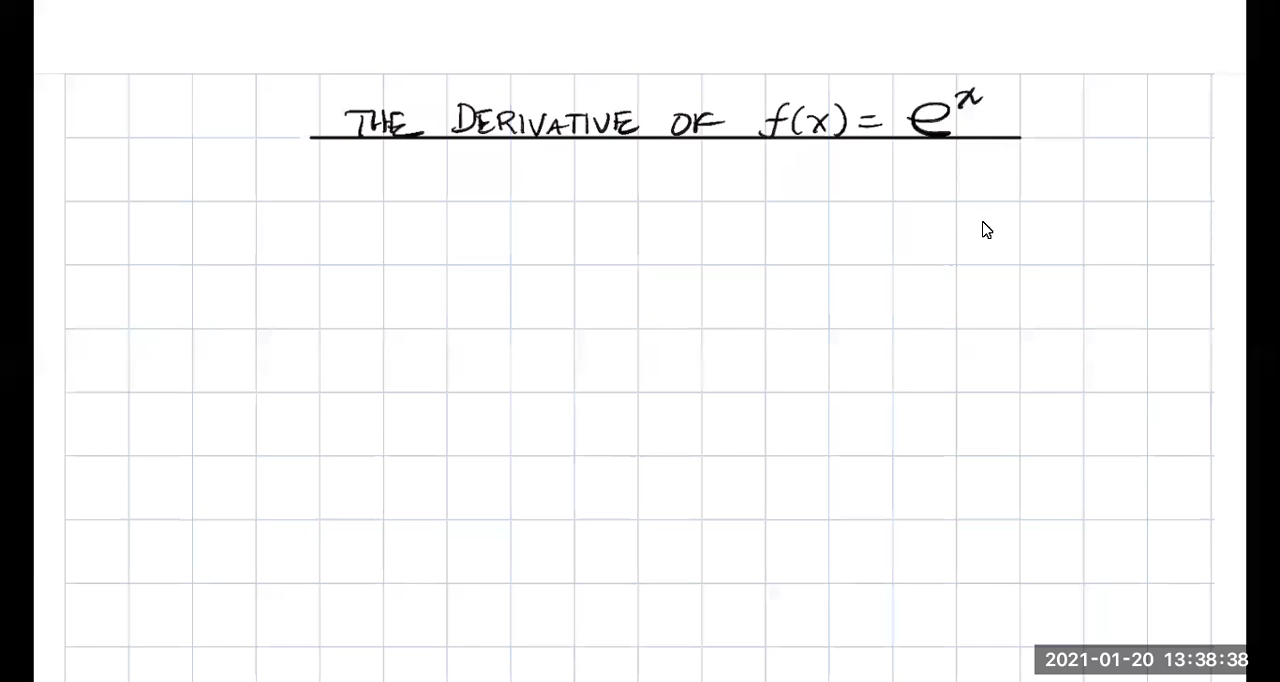 THE DERIVATIVE OF f(x) = e^x
2021-01-20 13:38:38